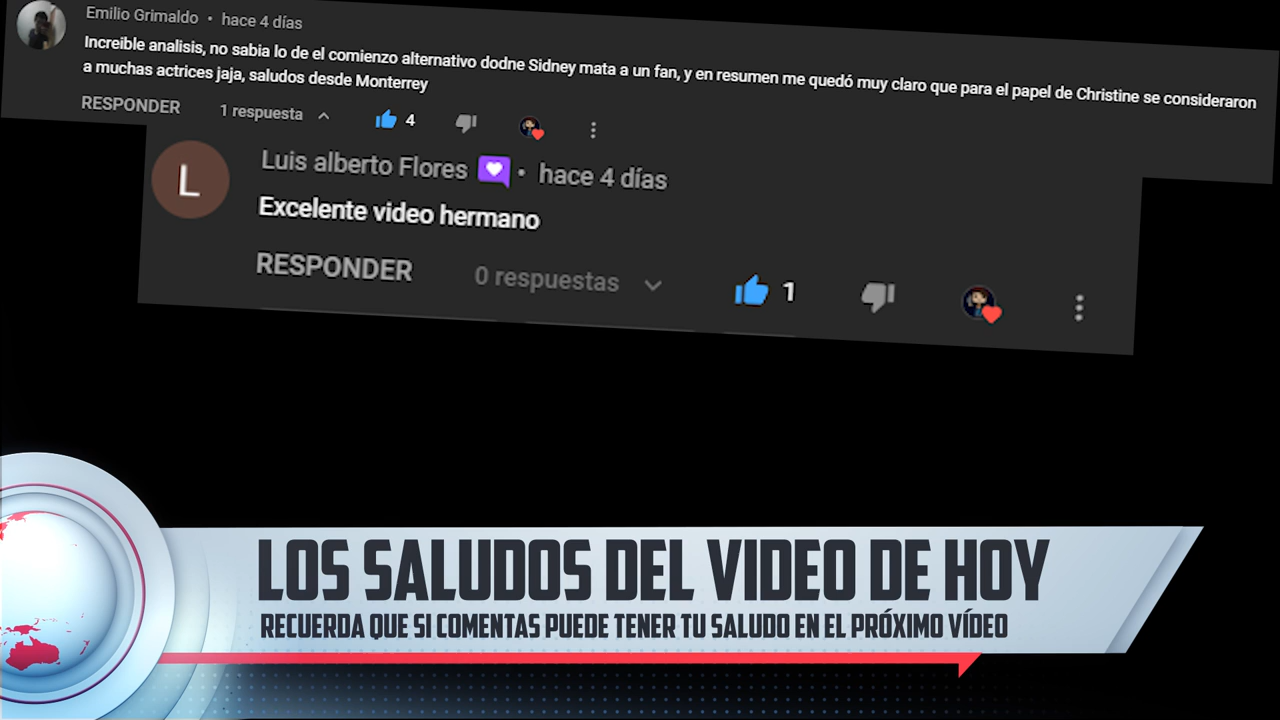 Emilio Grimaldo • hace 4 días
Increible analisis, no sabia lo de el comienzo alternativo dodne Sidney mata a un fan, y en resumen me quedó muy claro que para el papel de Christine se consideraron
a muchas actrices jaja, saludos desde Monterrey
RESPONDER 1 respuesta 4
L
Luis alberto Flores • hace 4 días
Excelente video hermano
RESPONDER 0 respuestas 1
LOS SALUDOS DEL VIDEO DE HOY
RECUERDA QUE SI COMENTAS PUEDE TENER TU SALUDO EN EL PRÓXIMO VÍDEO